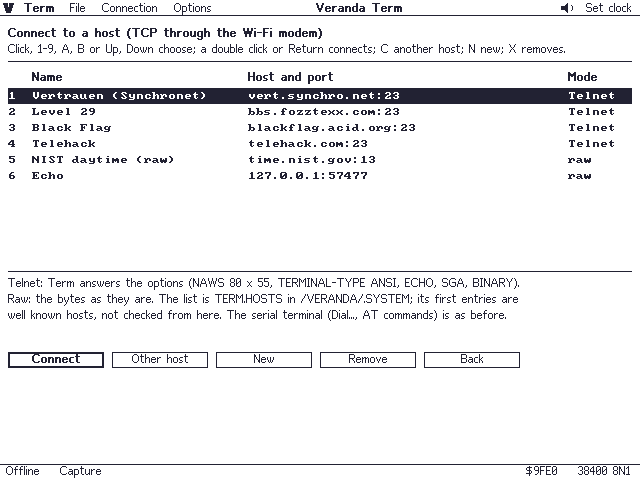 V Term File Connection Options Veranda Term Set clock
Connect to a host (TCP through the Wi-Fi modem)
Click, 1-9, A, B or Up, Down choose; a double click or Return connects; C another host; N new; X removes.
Name Host and port Mode
1 Vertrauen (Synchronet) vert.synchro.net:23 Telnet
2 Level 29 bbs.fozztexx.com:23 Telnet
3 Black Flag blackflag.acid.org:23 Telnet
4 Telehack telehack.com:23 Telnet
5 NIST daytime (raw) time.nist.gov:13 raw
6 Echo 127.0.0.1:57477 raw
Telnet: Term answers the options (NAWS 80 x 55, TERMINAL-TYPE ANSI, ECHO, SGA, BINARY).
Raw: the bytes as they are. The list is TERM.HOSTS in /VERANDA/.SYSTEM; its first entries are
well known hosts, not checked from here. The serial terminal (Dial..., AT commands) is as before.
Connect Other host New Remove Back
Offline Capture $9FE0 38400 8N1